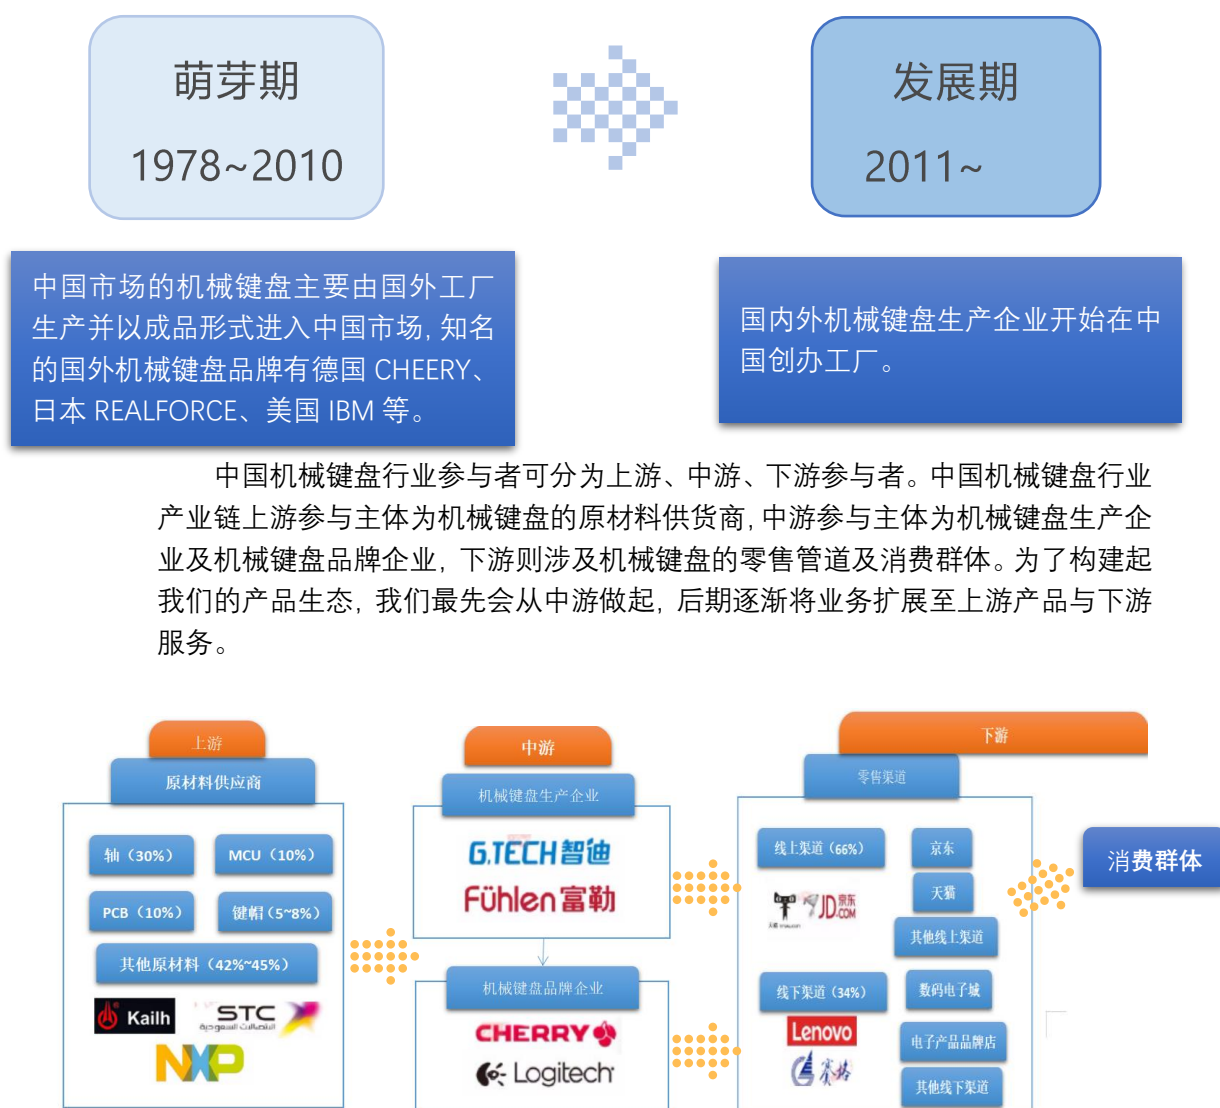 萌芽期
1978~2010
发展期
2011~
中国市场的机械键盘主要由国外工厂
生产并以成品形式进入中国市场,知名
的国外机械键盘品牌有德国 CHEERY、
日本 REALFORCE、美国 IBM 等。
国内外机械键盘生产企业开始在中
国创办工厂。
中国机械键盘行业参与者可分为上游、中游、下游参与者。中国机械键盘行业
产业链上游参与主体为机械键盘的原材料供货商,中游参与主体为机械键盘生产企
业及机械键盘品牌企业,下游则涉及机械键盘的零售管道及消费群体。为了构建起
我们的产品生态,我们最先会从中游做起,后期逐渐将业务扩展至上游产品与下游
服务。
上游
原材料供应商
轴（30%）
MCU（10%）
PCB（10%）
键帽（5~8%）
其他原材料（42%~45%）
Kailh
STC
الاتصالات السعودية
NXP
中游
机械键盘生产企业
G.TECH智迪
Fühlen富勒
机械键盘品牌企业
CHERRY
Logitech
下游
零售渠道
线上渠道（66%）
京东
天猫
JD京东
.COM
其他线上渠道
线下渠道（34%）
数码电子城
Lenovo
电子产品品牌店
赛格
其他线下渠道
消费群体